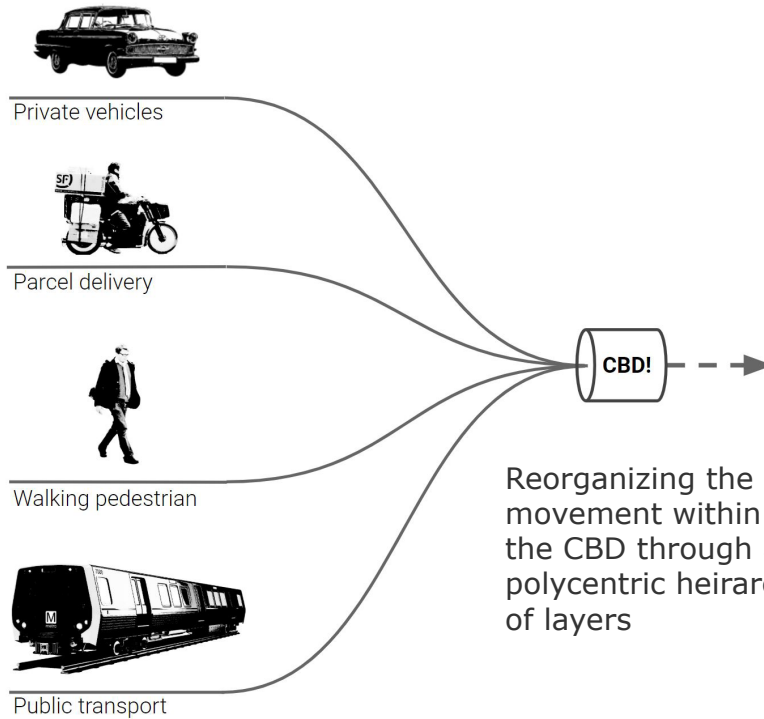 Private vehicles
SF
Parcel delivery
CBD!
Walking pedestrian
Reorganizing the
movement within
the CBD through
polycentric
of layers
M
Public transport